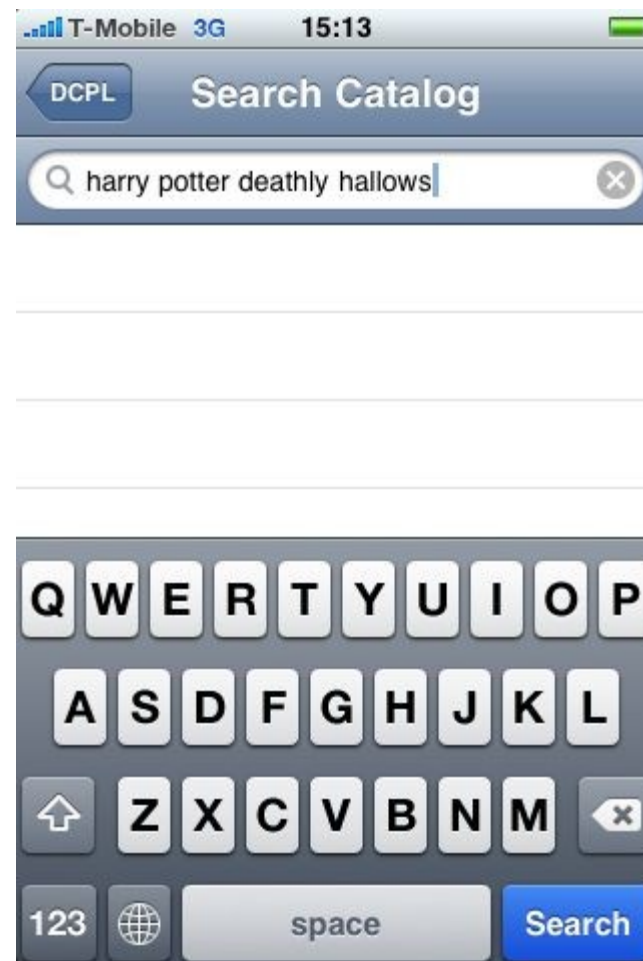 T-Mobile 3G 15:13
DCPL Search Catalog
harry potter deathly hallows
Q W E R T Y U I O P
A S D F G H J K L
Z X C V B N M
123 space Search